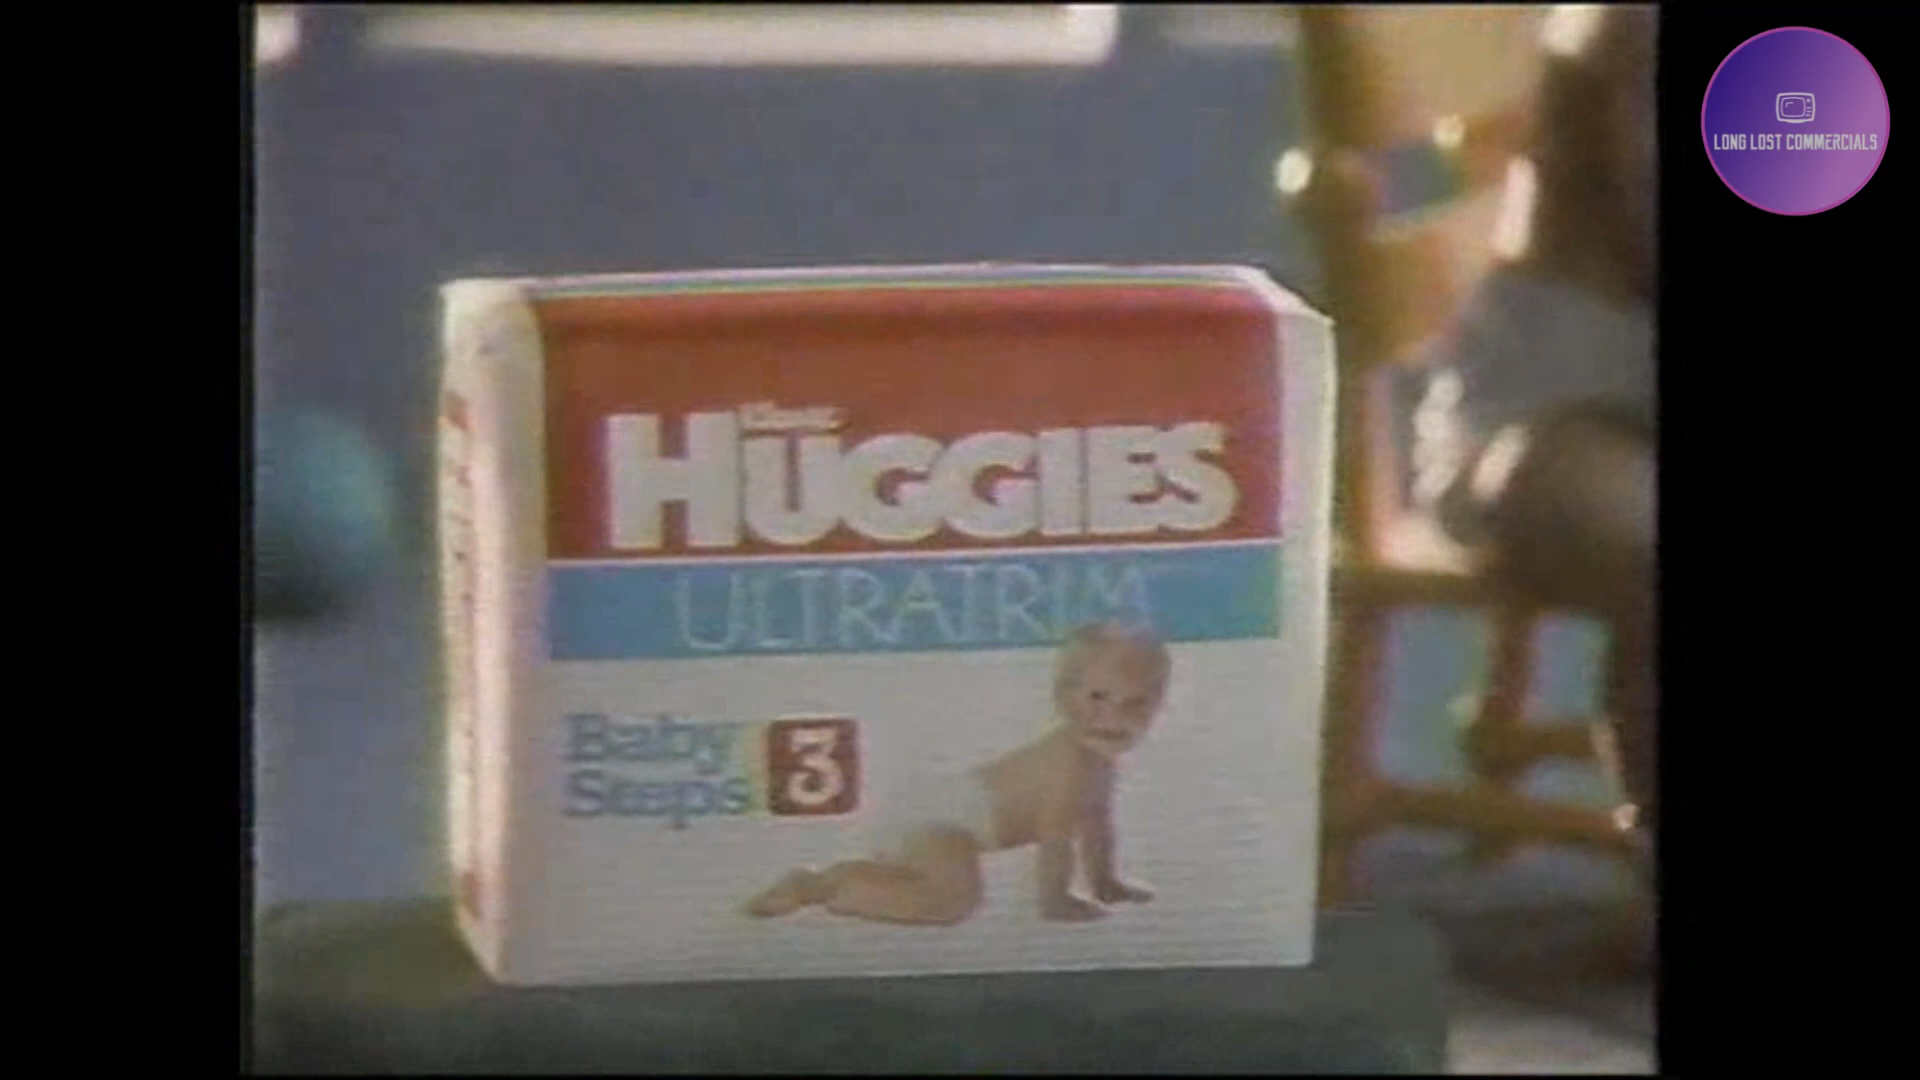 LONG LOST COMMERCIALS
HUGGIES
ULTRATRIM
Baby
Steps 3